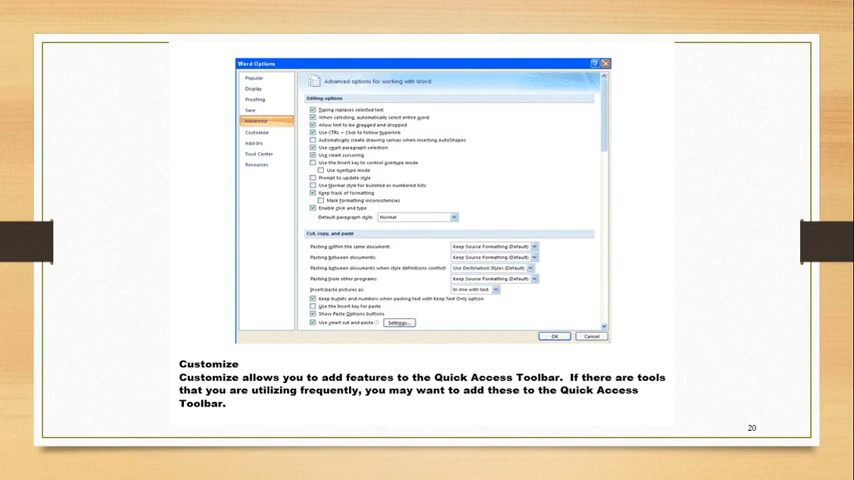 Word Options
Popular
Display
Proofing
Save
Advanced
Customize
Add-Ins
Trust Center
Resources
Advanced options for working with Word.
Editing options
Typing replaces selected text
When selecting, automatically select entire word
Allow text to be dragged and dropped
Use CTRL + Click to follow hyperlink
Automatically create drawing canvas when inserting AutoShapes
Use smart paragraph selection
Use smart cursoring
Use the Insert key to control overtype mode
Use overtype mode
Prompt to update style
Use Normal style for bulleted or numbered lists
Keep track of formatting
Mark formatting inconsistencies
Enable click and type
Default paragraph style: Normal
Cut, copy, and paste
Pasting within the same document: Keep Source Formatting (Default)
Pasting between documents: Keep Source Formatting (Default)
Pasting between documents when style definitions conflict: Use Destination Styles (Default)
Pasting from other programs: Keep Source Formatting (Default)
Insert/paste pictures as: In line with text
Keep bullets and numbers when pasting text with Keep Text Only option
Use the Insert key for paste
Show Paste Options buttons
Use smart cut and paste Settings...
OK Cancel
Customize
Customize allows you to add features to the Quick Access Toolbar. If there are tools
that you are utilizing frequently, you may want to add these to the Quick Access
Toolbar.
20